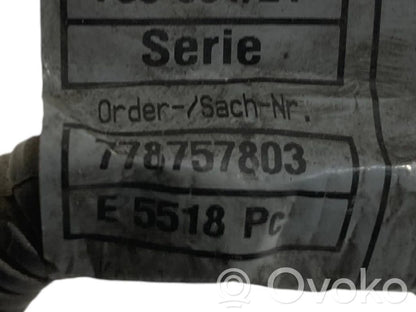 Serie
Order-/Sach-Nr.
778757803
E 5518 Pc
Ovoko